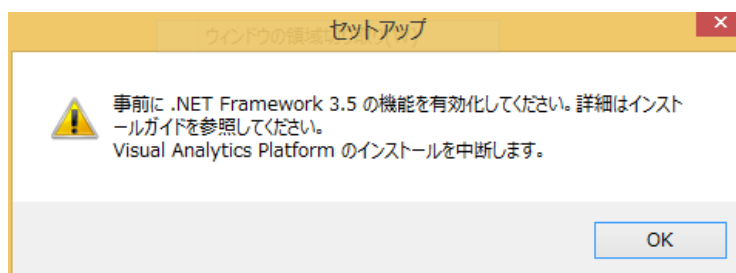 セットアップ
事前に .NET Framework 3.5 の機能を有効化してください。詳細はインスト
ールガイドを参照してください。
Visual Analytics Platform のインストールを中断します。
OK